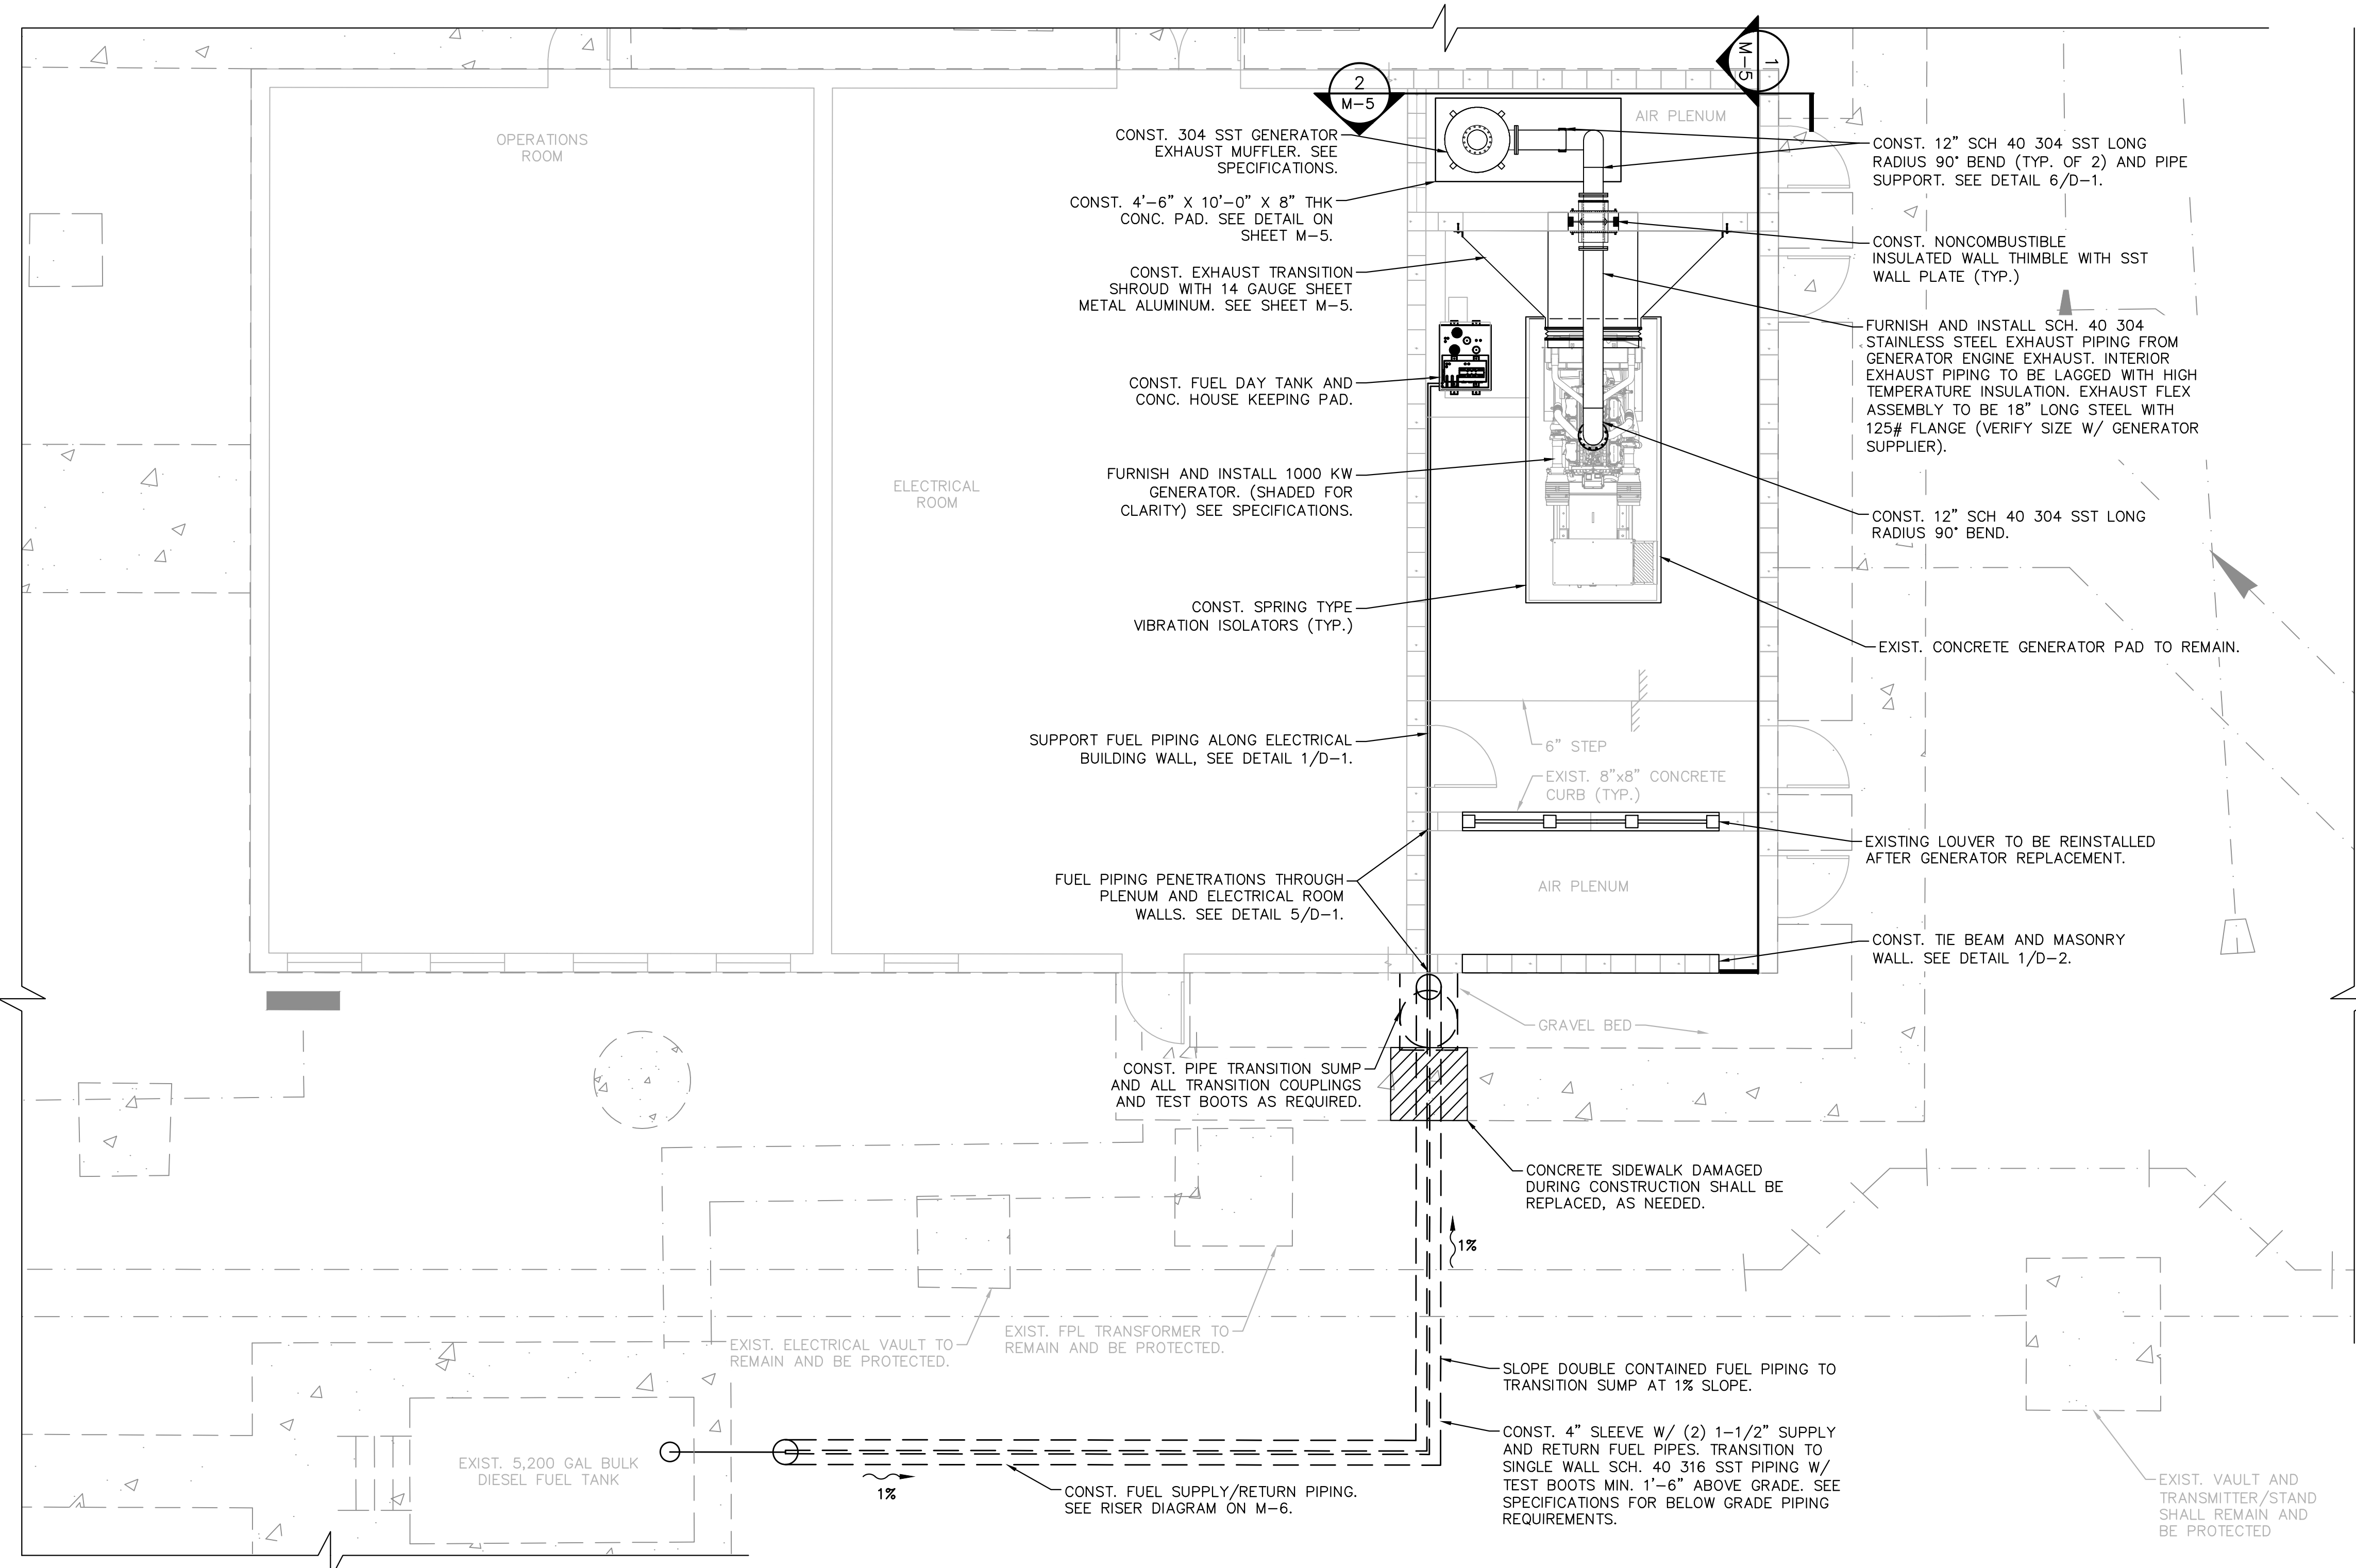 1
M-5
2
M-5
OPERATIONS
ROOM
ELECTRICAL
ROOM
AIR PLENUM
CONST. 304 SST GENERATOR
EXHAUST MUFFLER. SEE
SPECIFICATIONS.
CONST. 4'-6" X 10'-0" X 8" THK
CONC. PAD. SEE DETAIL ON
SHEET M-5.
CONST. EXHAUST TRANSITION
SHROUD WITH 14 GAUGE SHEET
METAL ALUMINUM. SEE SHEET M-5.
CONST. FUEL DAY TANK AND
CONC. HOUSE KEEPING PAD.
FURNISH AND INSTALL 1000 KW
GENERATOR. (SHADED FOR
CLARITY) SEE SPECIFICATIONS.
CONST. SPRING TYPE
VIBRATION ISOLATORS (TYP.)
SUPPORT FUEL PIPING ALONG ELECTRICAL
BUILDING WALL, SEE DETAIL 1/D-1.
FUEL PIPING PENETRATIONS THROUGH
PLENUM AND ELECTRICAL ROOM
WALLS. SEE DETAIL 5/D-1.
CONST. PIPE TRANSITION SUMP
AND ALL TRANSITION COUPLINGS
AND TEST BOOTS AS REQUIRED.
CONST. 12" SCH 40 304 SST LONG
RADIUS 90° BEND (TYP. OF 2) AND PIPE
SUPPORT. SEE DETAIL 6/D-1.
CONST. NONCOMBUSTIBLE
INSULATED WALL THIMBLE WITH SST
WALL PLATE (TYP.)
FURNISH AND INSTALL SCH. 40 304
STAINLESS STEEL EXHAUST PIPING FROM
GENERATOR ENGINE EXHAUST. INTERIOR
EXHAUST PIPING TO BE LAGGED WITH HIGH
TEMPERATURE INSULATION. EXHAUST FLEX
ASSEMBLY TO BE 18" LONG STEEL WITH
125# FLANGE (VERIFY SIZE W/ GENERATOR
SUPPLIER).
CONST. 12" SCH 40 304 SST LONG
RADIUS 90° BEND.
EXIST. CONCRETE GENERATOR PAD TO REMAIN.
6" STEP
EXIST. 8"x8" CONCRETE
CURB (TYP.)
EXISTING LOUVER TO BE REINSTALLED
AFTER GENERATOR REPLACEMENT.
AIR PLENUM
CONST. TIE BEAM AND MASONRY
WALL. SEE DETAIL 1/D-2.
GRAVEL BED
CONCRETE SIDEWALK DAMAGED
DURING CONSTRUCTION SHALL BE
REPLACED, AS NEEDED.
1%
EXIST. ELECTRICAL VAULT TO
REMAIN AND BE PROTECTED.
EXIST. FPL TRANSFORMER TO
REMAIN AND BE PROTECTED.
SLOPE DOUBLE CONTAINED FUEL PIPING TO
TRANSITION SUMP AT 1% SLOPE.
CONST. 4" SLEEVE W/ (2) 1-1/2" SUPPLY
AND RETURN FUEL PIPES. TRANSITION TO
SINGLE WALL SCH. 40 316 SST PIPING W/
TEST BOOTS MIN. 1'-6" ABOVE GRADE. SEE
SPECIFICATIONS FOR BELOW GRADE PIPING
REQUIREMENTS.
EXIST. 5,200 GAL BULK
DIESEL FUEL TANK
1%
CONST. FUEL SUPPLY/RETURN PIPING.
SEE RISER DIAGRAM ON M-6.
EXIST. VAULT AND
TRANSMITTER/STAND
SHALL REMAIN AND
BE PROTECTED